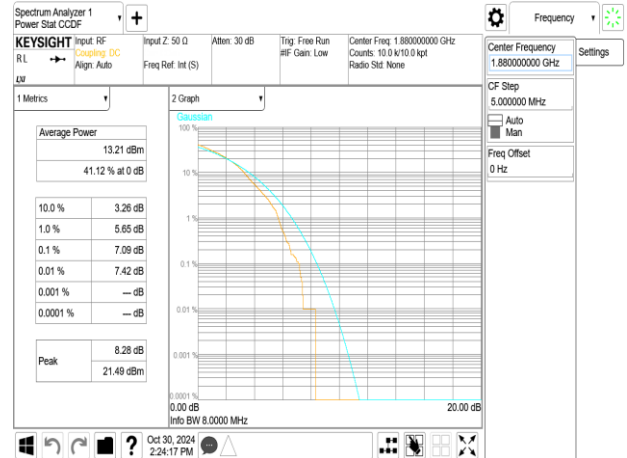 Spectrum Analyzer 1
Power Stat CCDF
Frequency
KEYSIGHT
RL
LXI
Input: RF
Coupling: DC
Align: Auto
Input Z: 50 Ω
Freq Ref: Int (S)
Atten: 30 dB
Trig: Free Run
#IF Gain: Low
Center Freq: 1.880000000 GHz
Counts: 10.0 k/10.0 kpt
Radio Std: None
Center Frequency
1.880000000 GHz
Settings
CF Step
5.000000 MHz
Auto
Man
Freq Offset
0 Hz
1 Metrics
Average Power
13.21 dBm
41.12 % at 0 dB
10.0 % 3.26 dB
1.0 % 5.65 dB
0.1 % 7.09 dB
0.01 % 7.42 dB
0.001 % --- dB
0.0001 % --- dB
Peak 8.28 dB
21.49 dBm
2 Graph
Gaussian
100 %
10 %
1 %
0.1 %
0.01 %
0.001 %
0.0001 %
0.00 dB 20.00 dB
Info BW 8.0000 MHz
?
Oct 30, 2024
2:24:17 PM